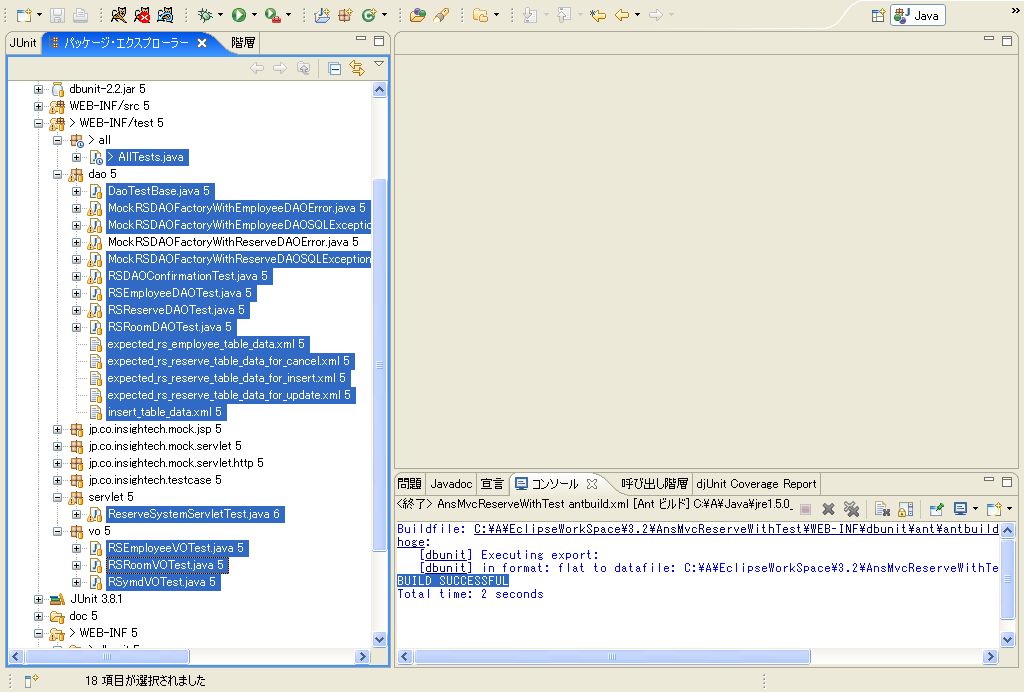 Java
JUnit
パッケージ・エクスプローラー
階層
dbunit-2.2.jar 5
WEB-INF/src 5
> WEB-INF/test 5
> all
> AllTests.java
dao 5
DaoTestBase.java 5
MockRSDAOFactoryWithEmployeeDAOError.java 5
MockRSDAOFactoryWithEmployeeDAOSQLExceptio
MockRSDAOFactoryWithReserveDAOError.java 5
MockRSDAOFactoryWithReserveDAOSQLException
RSDAOConfirmationTest.java 5
RSEmployeeDAOTest.java 5
RSReserveDAOTest.java 5
RSRoomDAOTest.java 5
expected_rs_employee_table_data.xml 5
expected_rs_reserve_table_data_for_cancel.xml 5
expected_rs_reserve_table_data_for_insert.xml 5
expected_rs_reserve_table_data_for_update.xml 5
insert_table_data.xml 5
jp.co.insightech.mock.jsp 5
jp.co.insightech.mock.servlet 5
jp.co.insightech.mock.servlet.http 5
jp.co.insightech.testcase 5
servlet 5
ReserveSystemServletTest.java 6
vo 5
RSEmployeeVOTest.java 5
RSRoomVOTest.java 5
RSymdVOTest.java 5
JUnit 3.8.1
doc 5
> WEB-INF 5
問題
Javadoc
宣言
コンソール
呼び出し階層
djUnit Coverage Report
<終了> AnsMvcReserveWithTest antbuild.xml [Ant ビルド] C:¥A¥Java¥jre1.5.0_
Buildfile: C:¥A¥EclipseWorkSpace¥3.2¥AnsMvcReserveWithTest¥WEB-INF¥dbunit¥ant¥antbuild
hoge:
[dbunit] Executing export:
[dbunit] in format: flat to datafile: C:¥A¥EclipseWorkSpace¥3.2¥AnsMvcReserveWithTe
BUILD SUCCESSFUL
Total time: 2 seconds
18 項目が選択されました